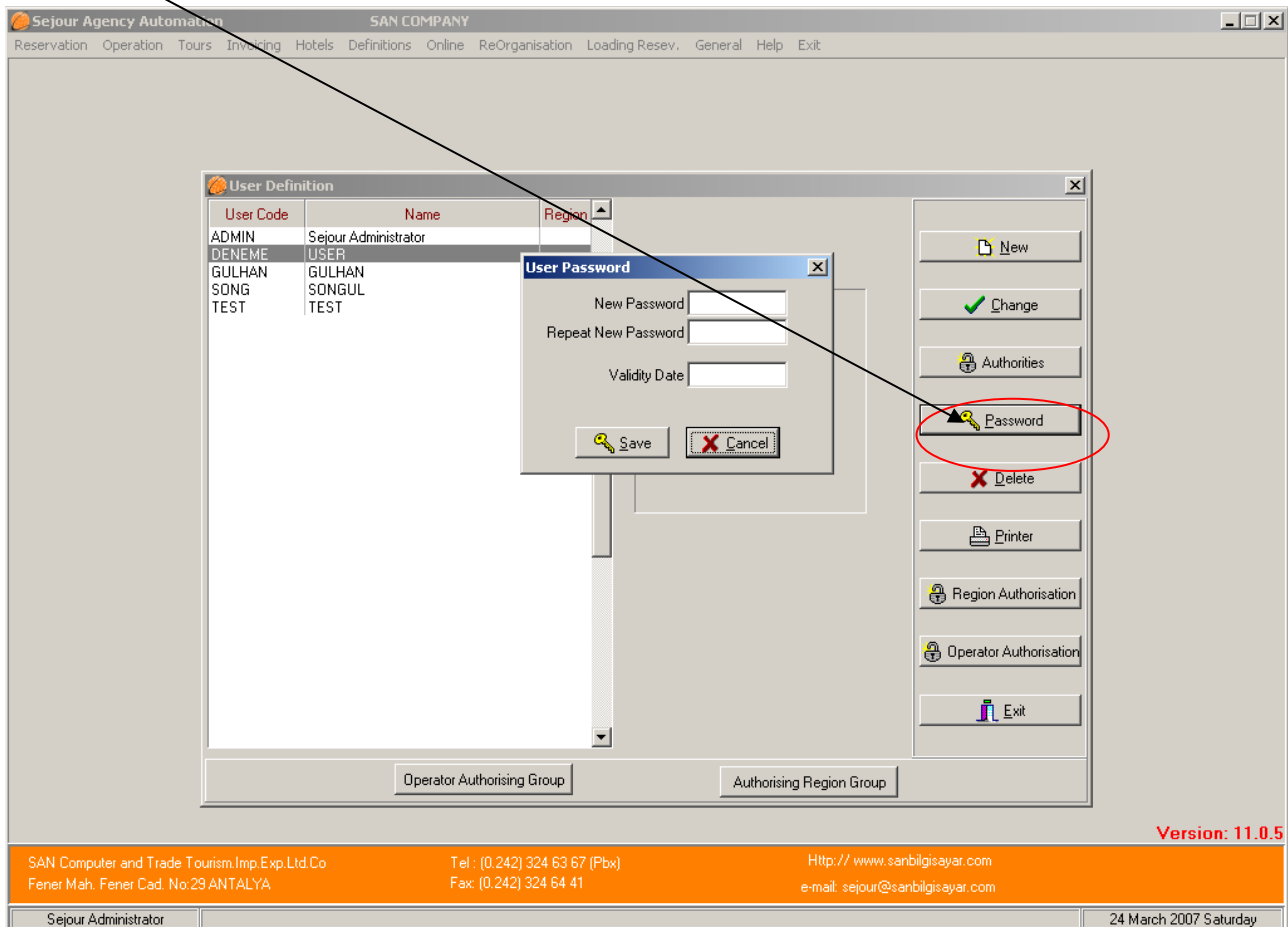 Sejour Agency Automation SAN COMPANY
Reservation Operation Tours Invoicing Hotels Definitions Online ReOrganisation Loading Resev. General Help Exit
User Definition
User Code Name Region
ADMIN Sejour Administrator
DENEME USER
GULHAN GULHAN
SONG SONGUL
TEST TEST
User Password
New Password
Repeat New Password
Validity Date
Save Cancel
New
Change
Authorities
Password
Delete
Printer
Region Authorisation
Operator Authorisation
Exit
Operator Authorising Group Authorising Region Group
Version: 11.0.5
SAN Computer and Trade Tourism.Imp.Exp.Ltd.Co Tel : (0.242) 324 63 67 (Pbx) Http:// www.sanbilgisayar.com
Fener Mah. Fener Cad. No:29 ANTALYA Fax: (0.242) 324 64 41 e-mail: sejour@sanbilgisayar.com
Sejour Administrator 24 March 2007 Saturday